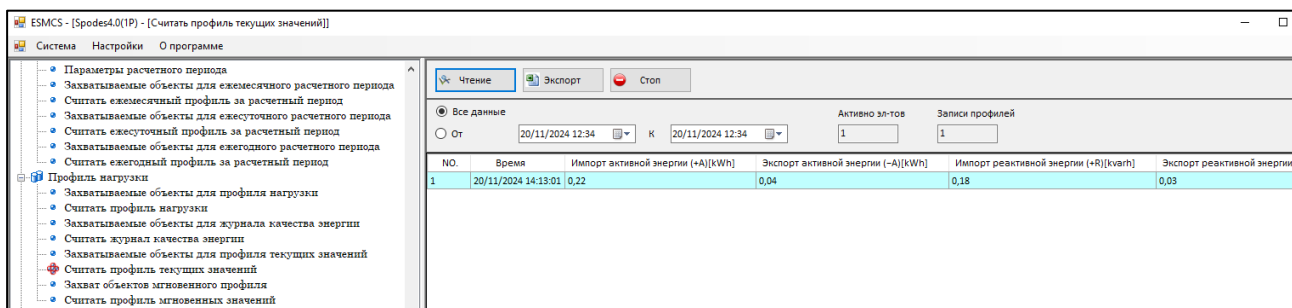 ESMCS - [Spodes4.0(1P) - [Считать профиль текущих значений]]
Система Настройки О программе
Параметры расчетного периода
Захватываемые объекты для ежемесячного расчетного периода
Считать ежемесячный профиль за расчетный период
Захватываемые объекты для ежесуточного расчетного периода
Считать ежесуточный профиль за расчетный период
Захватываемые объекты для ежегодного расчетного периода
Считать ежегодный профиль за расчетный период
Профиль нагрузки
Захватываемые объекты для профиля нагрузки
Считать профиль нагрузки
Захватываемые объекты для журнала качества энергии
Считать журнал качества энергии
Захватываемые объекты для профиля текущих значений
Считать профиль текущих значений
Захват объектов мгновенного профиля
Считать профиль мгновенных значений
Чтение Экспорт Стоп
Все данные Активно эл-тов Записи профилей
От 20/11/2024 12:34 К 20/11/2024 12:34 1 1
NO. Время Импорт активной энергии (+A)[kWh] Экспорт активной энергии (-A)[kWh] Импорт реактивной энергии (+R)[kvarh] Экспорт реактивной энергии
1 20/11/2024 14:13:01 0,22 0,04 0,18 0,03